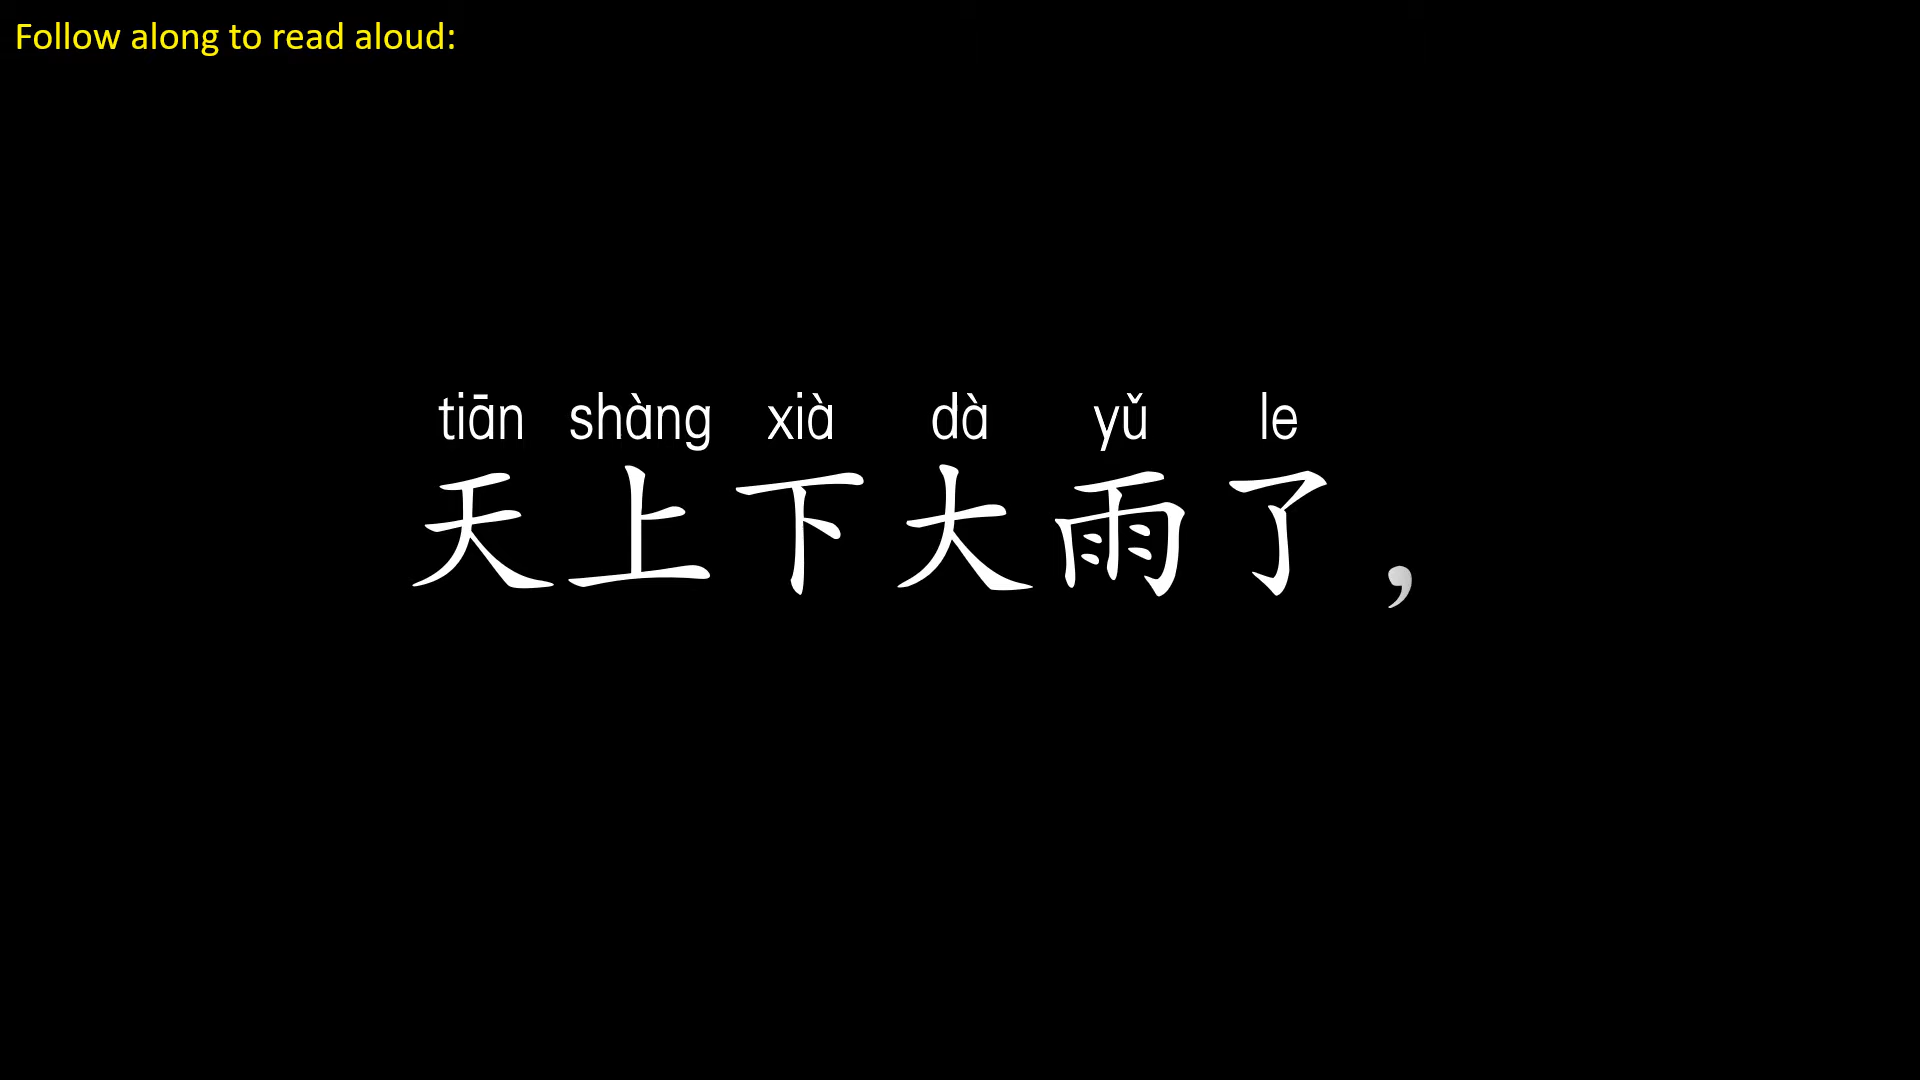 Follow along to read aloud:
tiān shàng xià dà yǔ le
天上下大雨了，